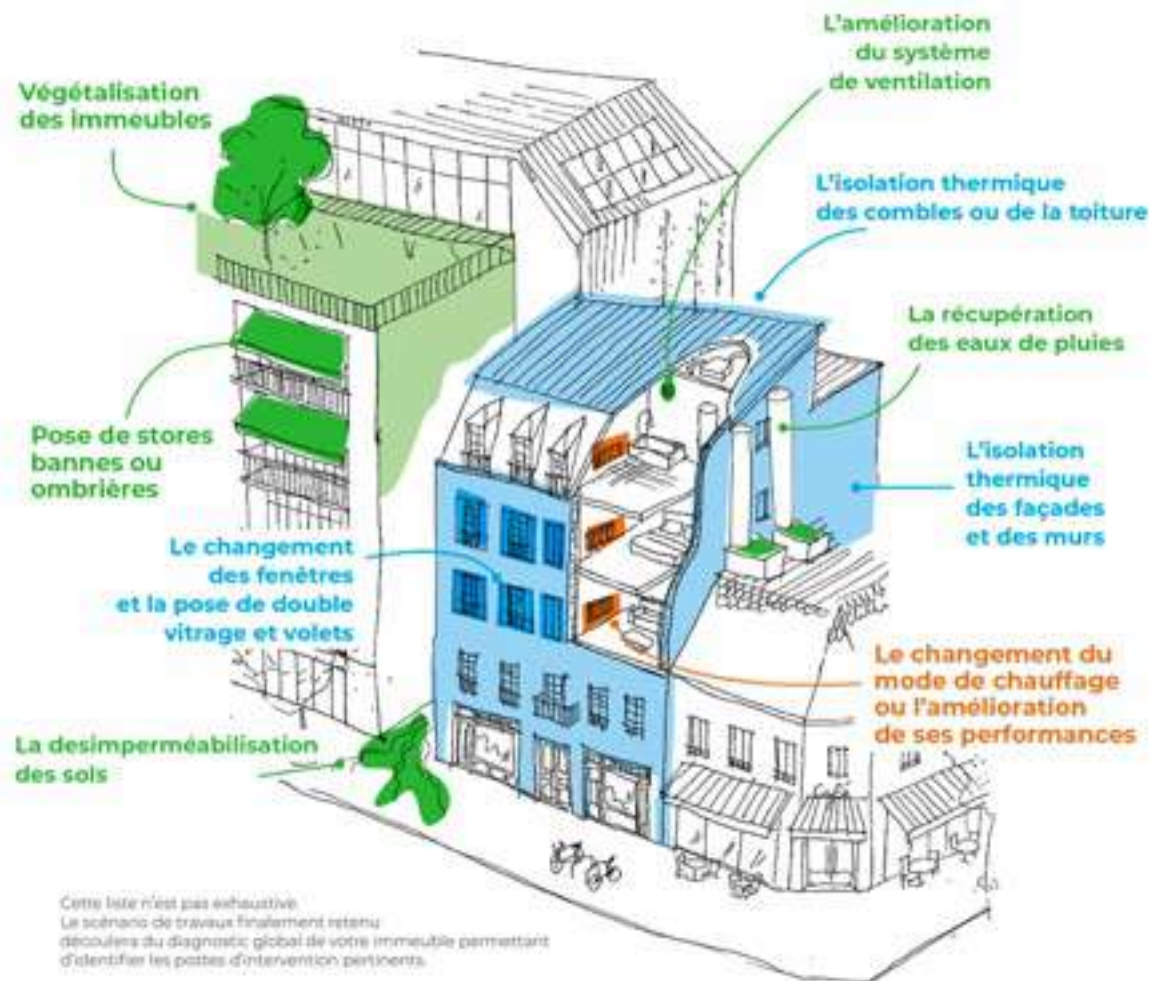 L'amélioration
du système
de ventilation
Végétalisation
des immeubles
L'isolation thermique
des combles ou de la toiture
La récupération
des eaux de pluies
Pose de stores
bannes ou
ombrières
L'isolation
thermique
des façades
et des murs
Le changement
des fenêtres
et la pose de double
vitrage et volets
Le changement du
mode de chauffage
ou l'amélioration
de ses performances
La desimperméabilisation
des sols
Café
Cette liste n'est pas exhaustive.
Le scénario de travaux finalement retenu
découlera du diagnostic global de votre immeuble permettant
d'identifier les postes d'intervention pertinents.